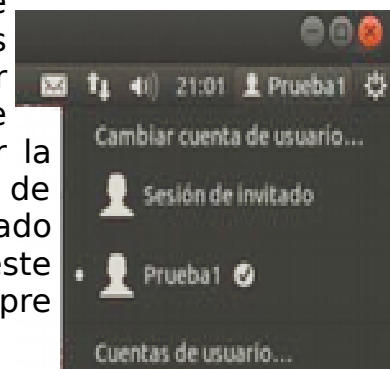 e
s
r
e
r la
de
ado
este
pre
21:01 Prueba1
Cambiar cuenta de usuario...
Sesión de invitado
Prueba1
Cuentas de usuario...